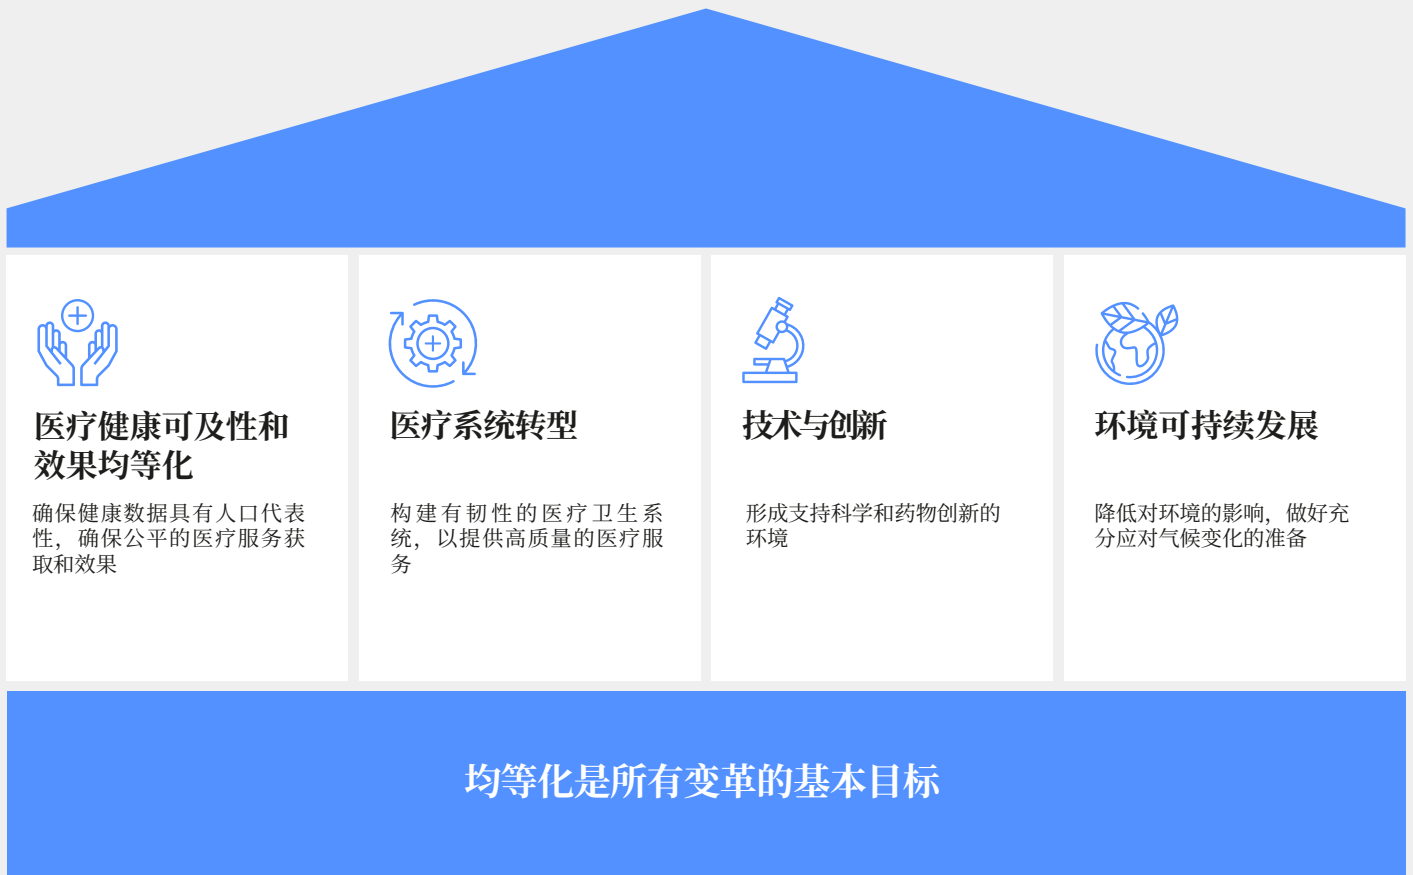 医疗健康可及性和
效果均等化
确保健康数据具有人口代表
性，确保公平的医疗服务获
取和效果
医疗系统转型
构建有韧性的医疗卫生系
统，以提供高质量的医疗服
务
技术与创新
形成支持科学和药物创新的
环境
环境可持续发展
降低对环境的影响，做好充
分应对气候变化的准备
均等化是所有变革的基本目标